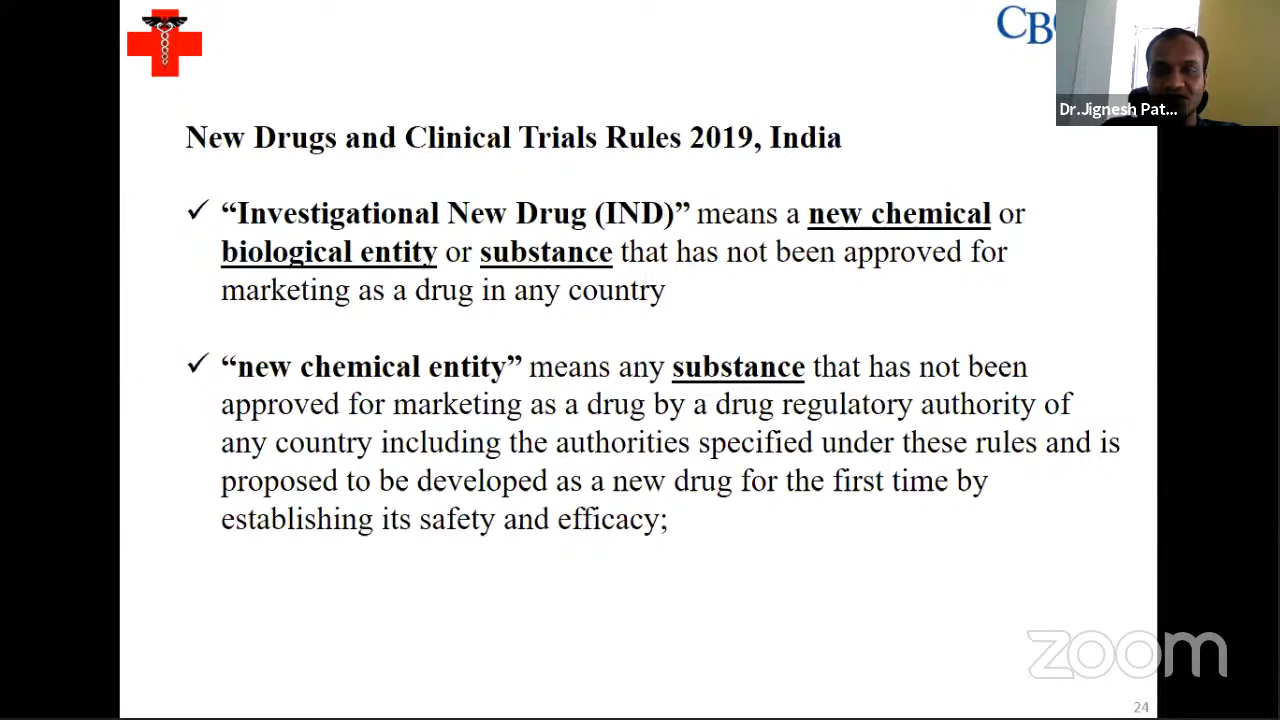 CB
Dr.Jignesh Pat...
New Drugs and Clinical Trials Rules 2019, India
“Investigational New Drug (IND)” means a new chemical or
biological entity or substance that has not been approved for
marketing as a drug in any country
“new chemical entity” means any substance that has not been
approved for marketing as a drug by a drug regulatory authority of
any country including the authorities specified under these rules and is
proposed to be developed as a new drug for the first time by
establishing its safety and efficacy;
zoom
24